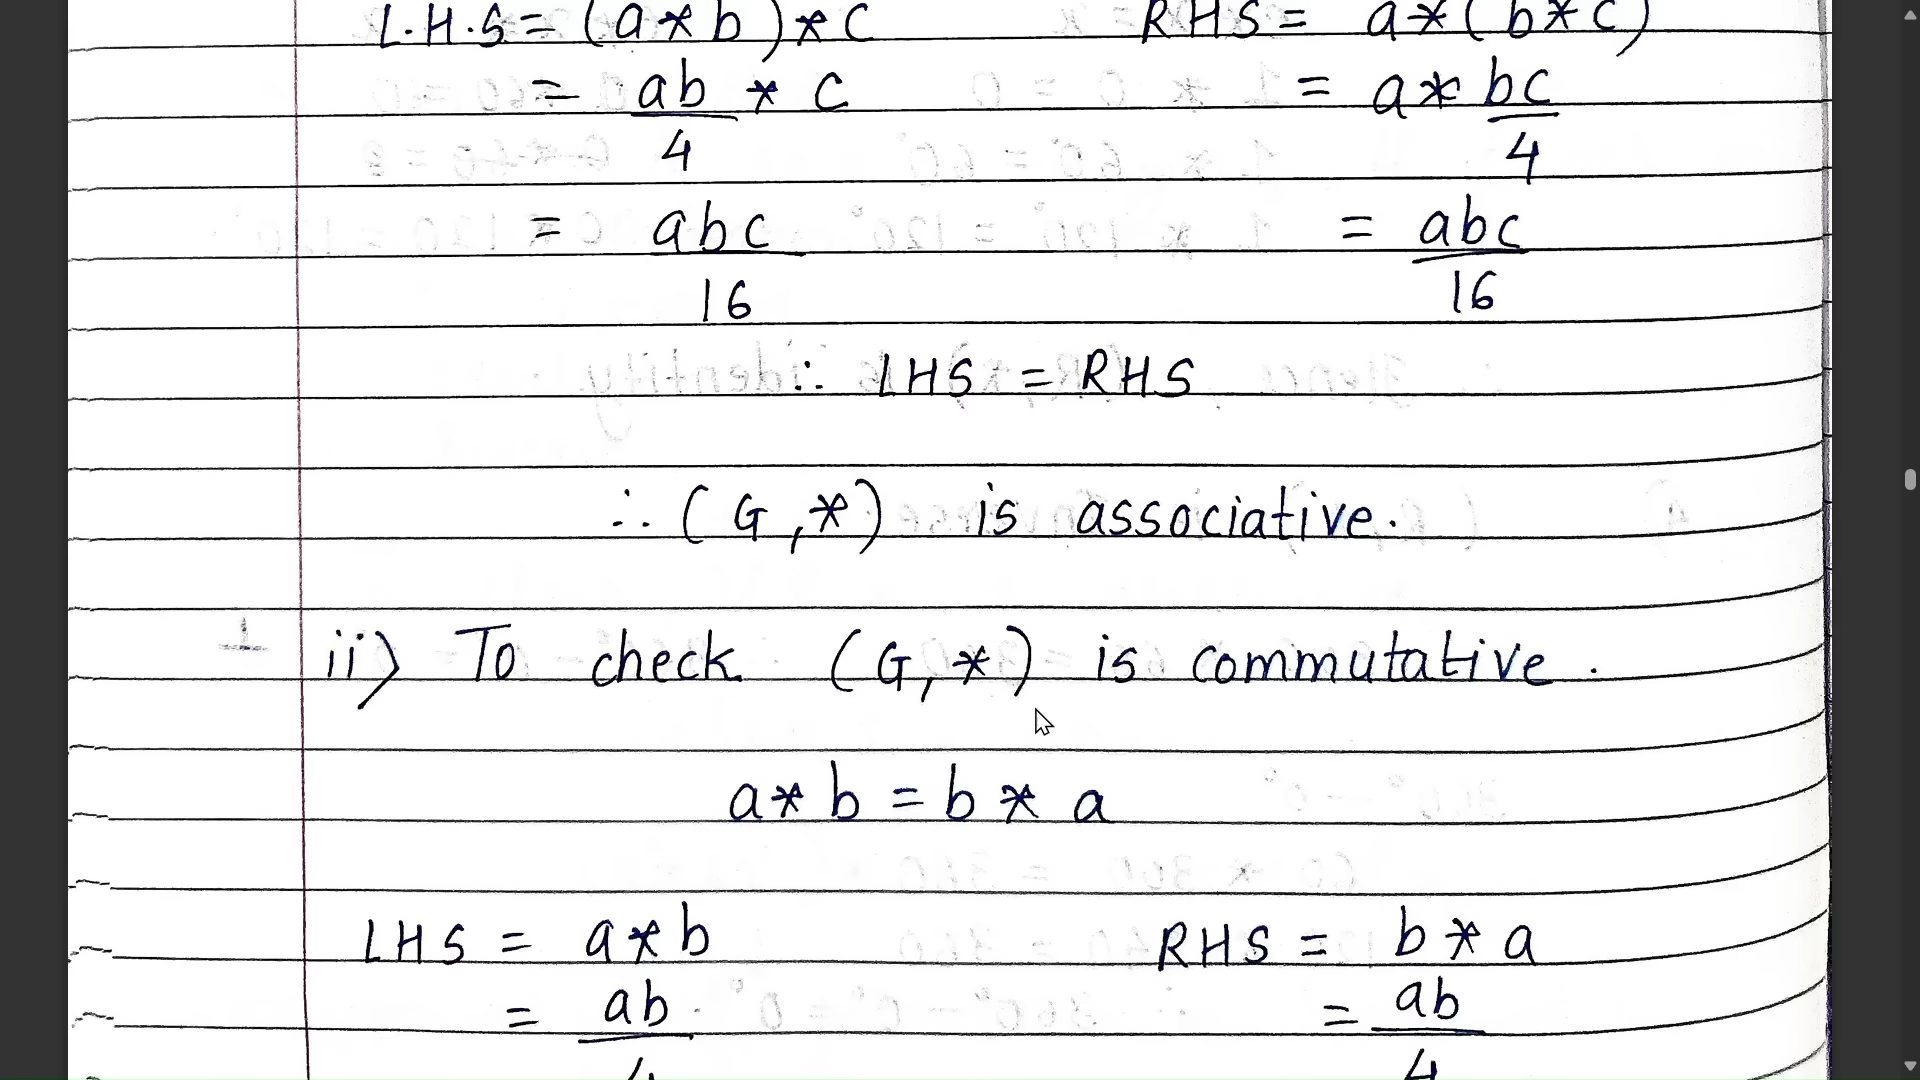 L.H.S = (a * b) * c    RHS = a * (b * c)
= ab/4 * c    = a * bc/4
= abc/16    = abc/16
∴ LHS = RHS
∴ (G, *) is associative.
ii) To check (G, *) is commutative.
a * b = b * a
LHS = a * b    RHS = b * a
= ab/4    = ab/4